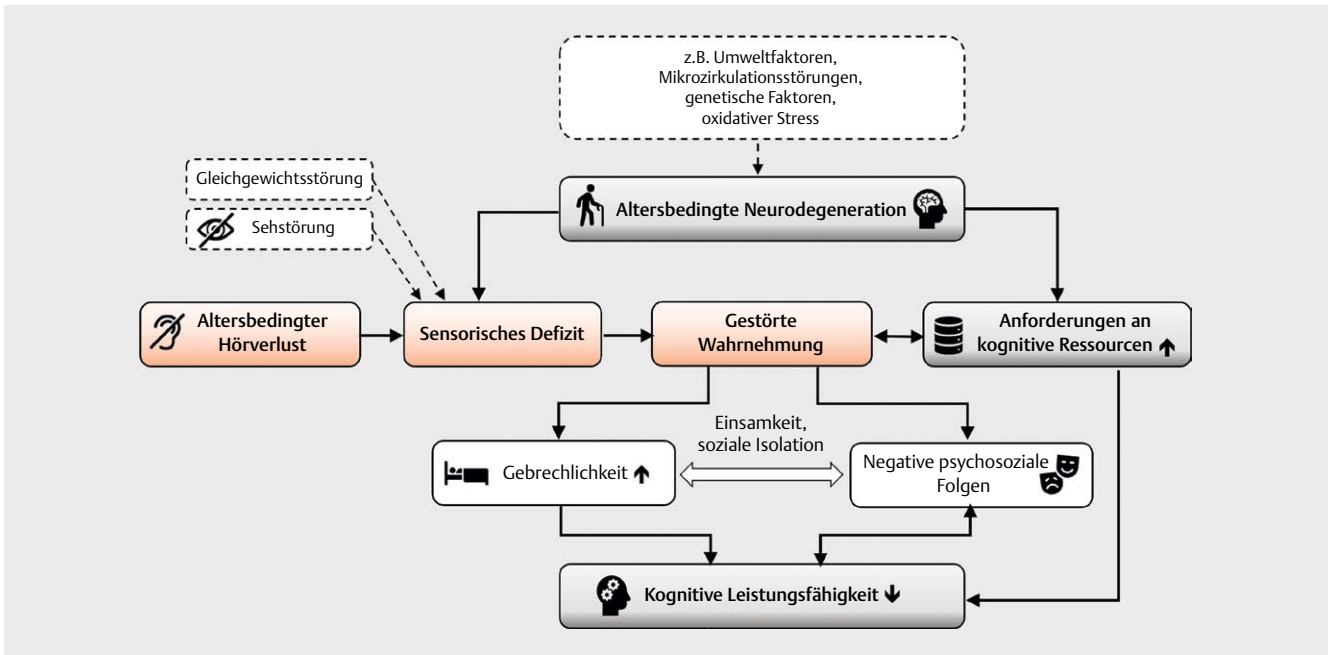 z.B. Umweltfaktoren,
Mikrozirkulationsstörungen,
genetische Faktoren,
oxidativer Stress
Gleichgewichtsstörung
Sehstörung
Altersbedingte Neurodegeneration
Altersbedingter
Hörverlust
Sensorisches Defizit
Gestörte
Wahrnehmung
Anforderungen an
kognitive Ressourcen
Einsamkeit,
soziale Isolation
Gebrechlichkeit
Negative psychosoziale
Folgen
Kognitive Leistungsfähigkeit